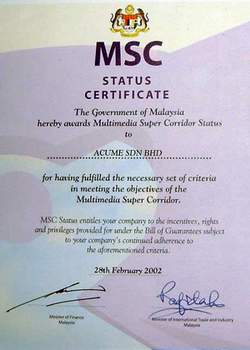 MSC
STATUS
CERTIFICATE
The Government of Malaysia
hereby awards Multimedia Super Corridor Status
to
ACUME SDN BHD
for having fulfilled the necessary set of criteria
in meeting the objectives of the
Multimedia Super Corridor.
MSC Status entitles your company to the incentives, rights
and privileges provided for under the Bill of Guarantees subject
to your company's continued adherence to
the aforementioned criteria.
28th February 2002
Minister of Finance
Malaysia
Minister of International Trade and Industry
Malaysia